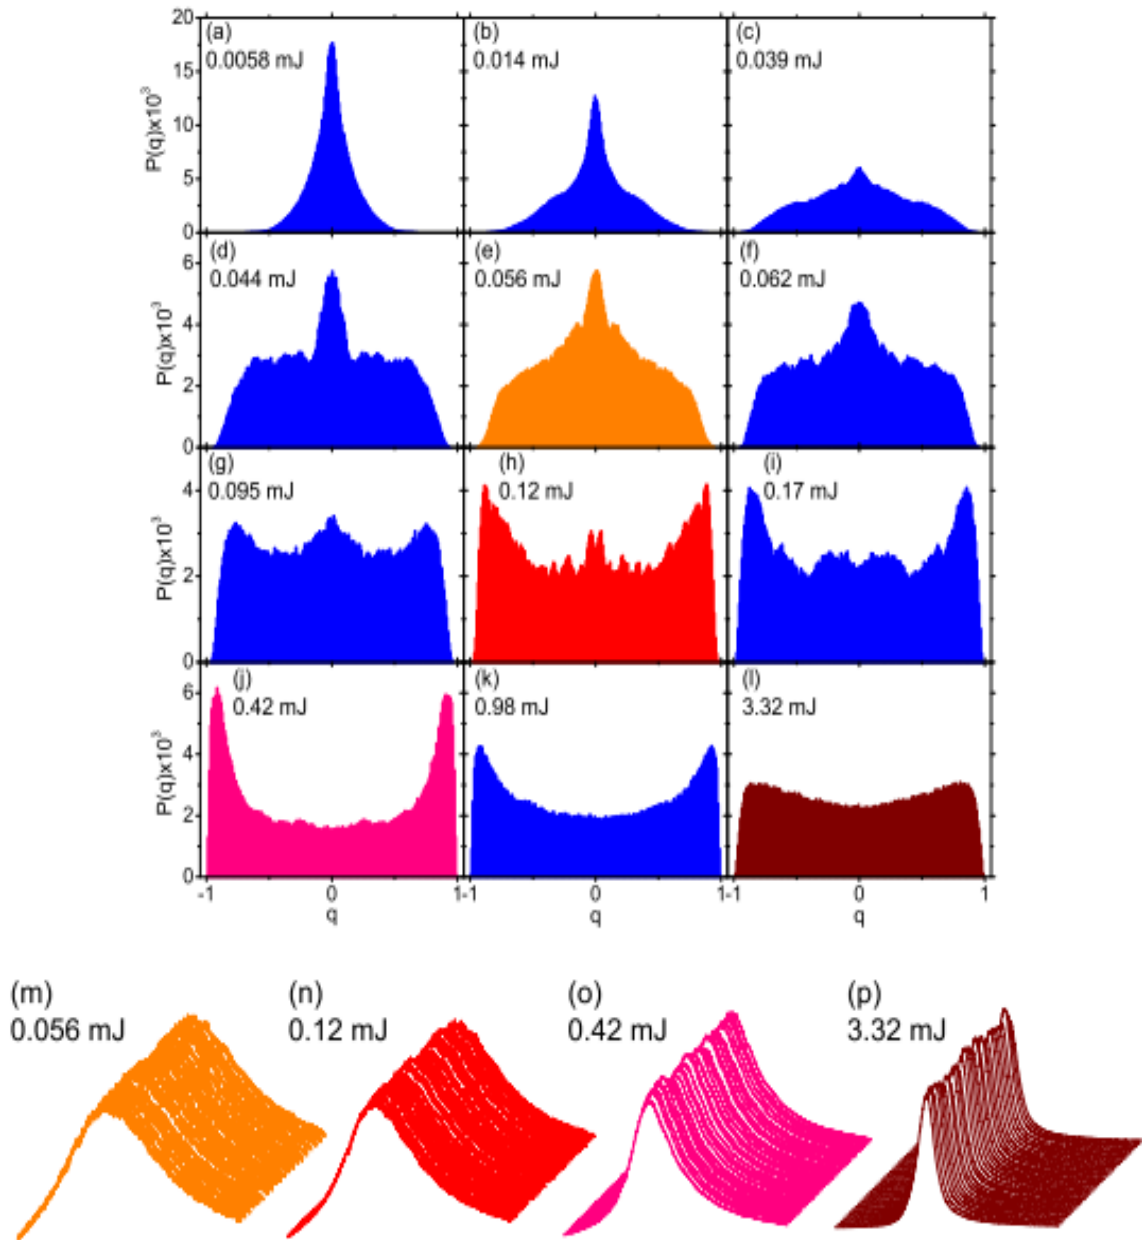 (a)
0.0058 mJ
(b)
0.014 mJ
(c)
0.039 mJ
20
15
10
5
0
P(q)x10³
(d)
0.044 mJ
(e)
0.056 mJ
(f)
0.062 mJ
6
4
2
0
P(q)x10³
(g)
0.095 mJ
(h)
0.12 mJ
(i)
0.17 mJ
4
2
0
P(q)x10³
(j)
0.42 mJ
(k)
0.98 mJ
(l)
3.32 mJ
6
4
2
0
P(q)x10³
-1 0 1-1 0 1-1 0 1
q q q
(m)
0.056 mJ
(n)
0.12 mJ
(o)
0.42 mJ
(p)
3.32 mJ